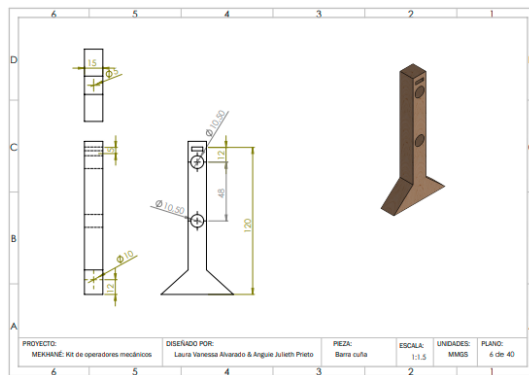 6 5 4 3 2 1
D
15
Ø5
C
5
Ø10.50
12
48
Ø10.50
120
B
Ø10
12
A
PROYECTO:
MEKHANÉ: Kit de operadores mecánicos
DISEÑADO POR:
Laura Vanessa Alvarado & Anguie Julieth Prieto
PIEZA:
Barra cuña
ESCALA:
1:1.5
UNIDADES:
MMGS
PLANO:
6 de 40
6 5 4 3 2 1